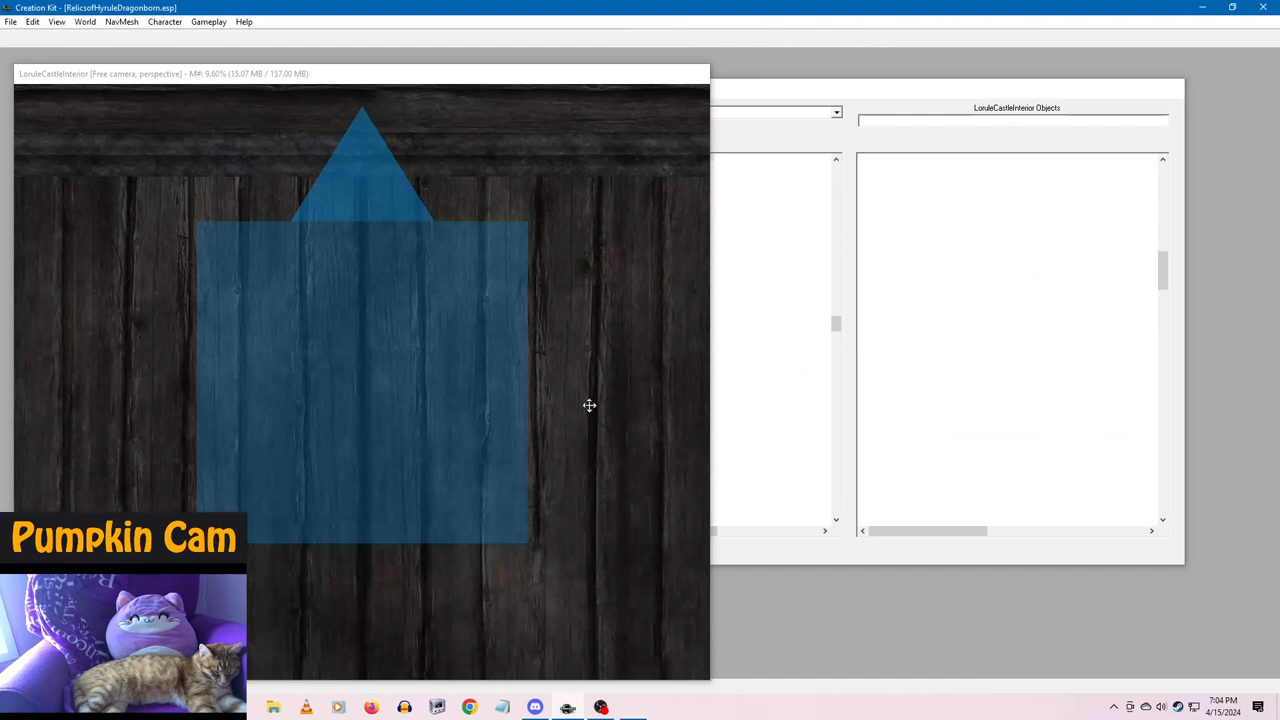 Creation Kit - [RelicsofHyruleDragonborn.esp]
File Edit View World NavMesh Character Gameplay Help
LoruleCastleInterior [Free camera, perspective] - M#: 9.60% (15.07 MB / 157.00 MB)
LoruleCastleInterior Objects
Pumpkin Cam
7:04 PM
4/15/2024